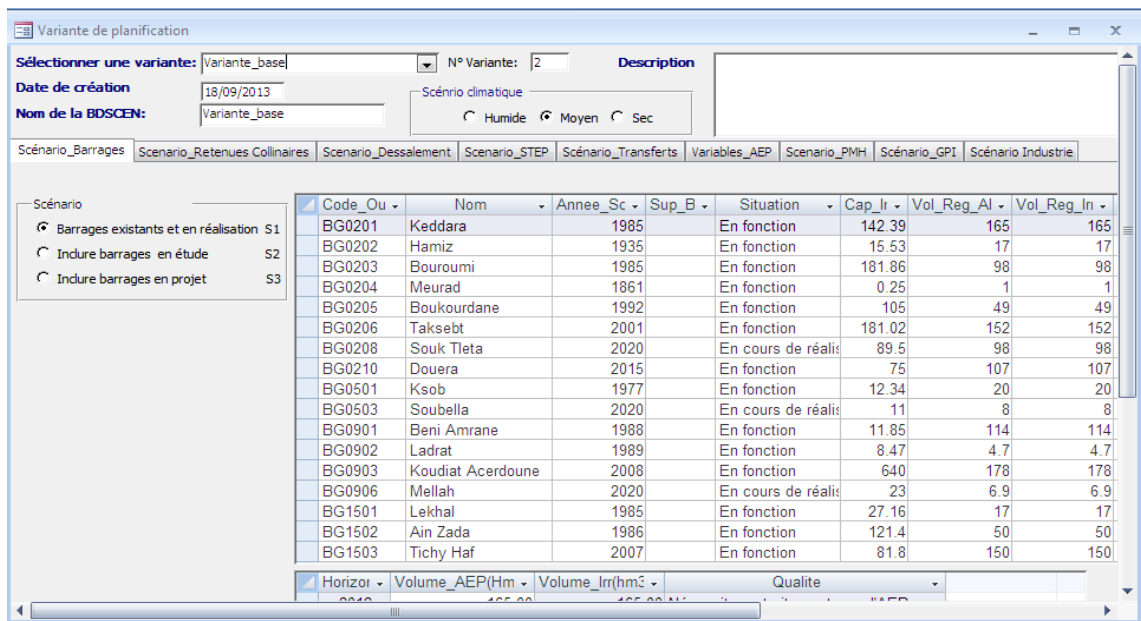 Variante de planification
Sélectionner une variante: Variante_base N° Variante: 2 Description
Date de création 18/09/2013
Scénrio climatique
Nom de la BDSCEN: Variante_base Humide Moyen Sec
Scénario_Barrages Scenario_Retenues Collinaires Scenario_Dessalement Scenario_STEP Scénario_Transferts Variables_AEP Scenario_PMH Scénario_GPI Scénario Industrie
Scénario
Barrages existants et en réalisation S1
Inclure barrages en étude S2
Inclure barrages en projet S3
Code_Ou Nom Annee_Sc Sup_B Situation Cap_Ir Vol_Reg_Al Vol_Reg_In
BG0201 Keddara 1985 En fonction 142.39 165 165
BG0202 Hamiz 1935 En fonction 15.53 17 17
BG0203 Bouroumi 1985 En fonction 181.86 98 98
BG0204 Meurad 1861 En fonction 0.25 1 1
BG0205 Boukourdane 1992 En fonction 105 49 49
BG0206 Taksebt 2001 En fonction 181.02 152 152
BG0208 Souk Tleta 2020 En cours de réalis 89.5 98 98
BG0210 Douera 2015 En fonction 75 107 107
BG0501 Ksob 1977 En fonction 12.34 20 20
BG0503 Soubella 2020 En cours de réalis 11 8 8
BG0901 Beni Amrane 1988 En fonction 11.85 114 114
BG0902 Ladrat 1989 En fonction 8.47 4.7 4.7
BG0903 Koudiat Acerdoune 2008 En fonction 640 178 178
BG0906 Mellah 2020 En cours de réalis 23 6.9 6.9
BG1501 Lekhal 1985 En fonction 27.16 17 17
BG1502 Ain Zada 1986 En fonction 121.4 50 50
BG1503 Tichy Haf 2007 En fonction 81.8 150 150
Horizor Volume_AEP(Hm Volume_Irr(hm3 Qualite